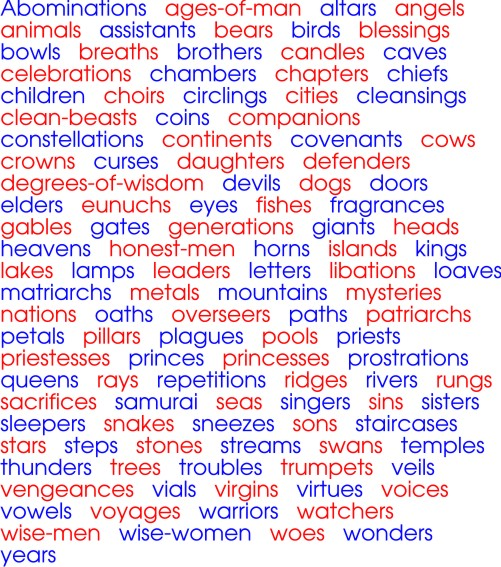 Abominations ages-of-man altars angels
animals assistants bears birds blessings
bowls breaths brothers candles caves
celebrations chambers chapters chiefs
children choirs circlings cities cleansings
clean-beasts coins companions
constellations continents covenants cows
crowns curses daughters defenders
degrees-of-wisdom devils dogs doors
elders eunuchs eyes fishes fragrances
gables gates generations giants heads
heavens honest-men horns islands kings
lakes lamps leaders letters libations loaves
matriarchs metals mountains mysteries
nations oaths overseers paths patriarchs
petals pillars plagues pools priests
priestesses princes princesses prostrations
queens rays repetitions ridges rivers rungs
sacrifices samurai seas singers sins sisters
sleepers snakes sneezes sons staircases
stars steps stones streams swans temples
thunders trees troubles trumpets veils
vengeances vials virgins virtues voices
vowels voyages warriors watchers
wise-men wise-women woes wonders
years